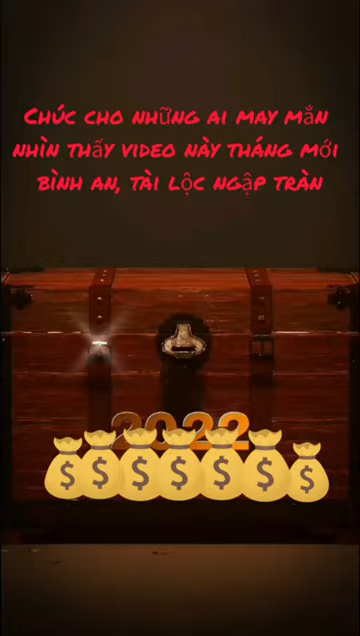 Chúc cho những ai may mắn
nhìn thấy video này tháng mới
bình an, tài lộc ngập tràn
2022
$ $ $ $ $ $ $